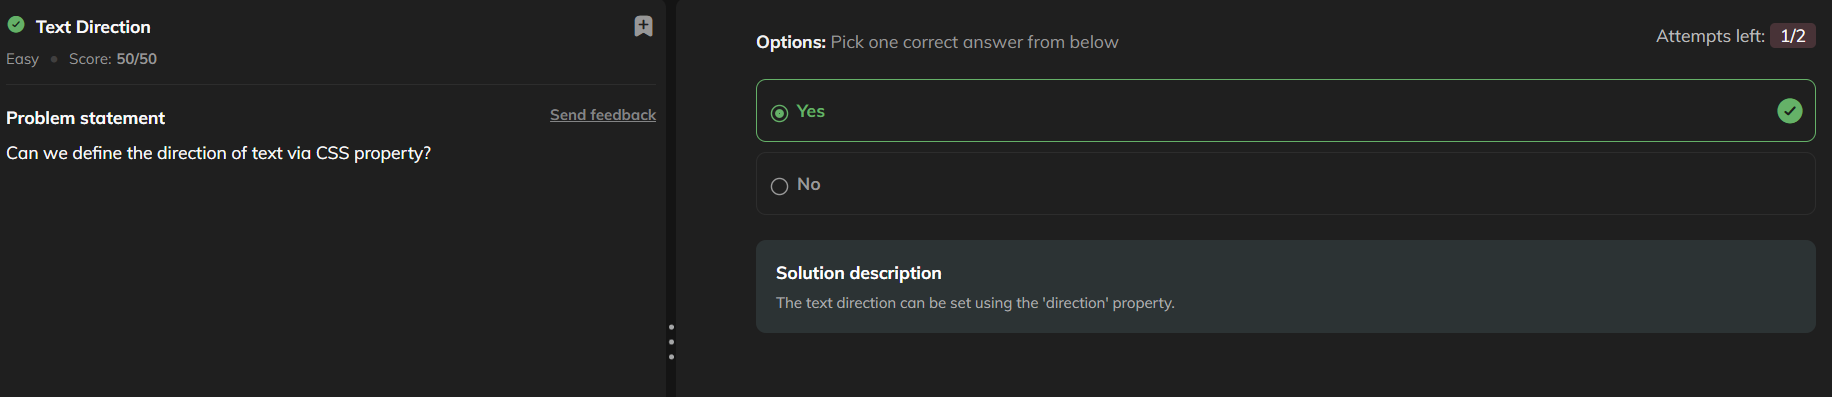 Text Direction
Easy Score: 50/50
Problem statement
Send feedback
Can we define the direction of text via CSS property?
Options: Pick one correct answer from below
Attempts left: 1/2
Yes
No
Solution description
The text direction can be set using the 'direction' property.